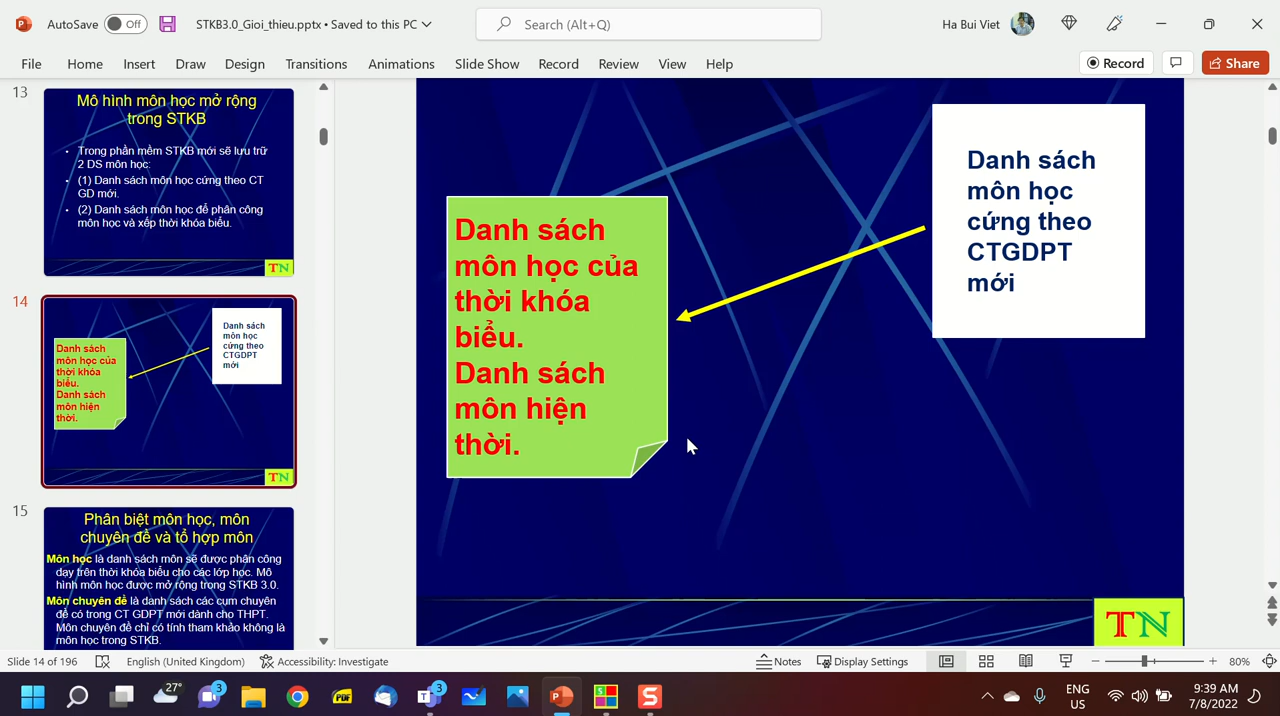 AutoSave Off STKB3.0_Gioi_thieu.pptx • Saved to this PC Search (Alt+Q) Ha Bui Viet
File Home Insert Draw Design Transitions Animations Slide Show Record Review View Help Record Share
13
Mô hình môn học mở rộng
trong STKB
• Trong phần mềm STKB mới sẽ lưu trữ
2 DS môn học:
• (1) Danh sách môn học cứng theo CT
GD mới.
• (2) Danh sách môn học để phân công
môn học và xếp thời khóa biểu.
TN
14
Danh sách
môn học của
thời khóa
biểu.
Danh sách
môn hiện
thời.
Danh sách
môn học
cứng theo
CTGDPT
mới
TN
15
Phân biệt môn học, môn
chuyên đề và tổ hợp môn
Môn học là danh sách môn sẽ được phân công
dạy trên thời khóa biểu cho các lớp học. Mô
hình môn học được mở rộng trong STKB 3.0.
Môn chuyên đề là danh sách các cụm chuyên
đề có trong CT GDPT mới dành cho THPT.
Môn chuyên đề chỉ có tính tham khảo không là
môn học trong STKB.
Danh sách
môn học của
thời khóa
biểu.
Danh sách
môn hiện
thời.
Danh sách
môn học
cứng theo
CTGDPT
mới
TN
Slide 14 of 196 English (United Kingdom) Accessibility: Investigate Notes Display Settings 80%
27° 3 PDF 3 ENG
US
9:39 AM
7/8/2022